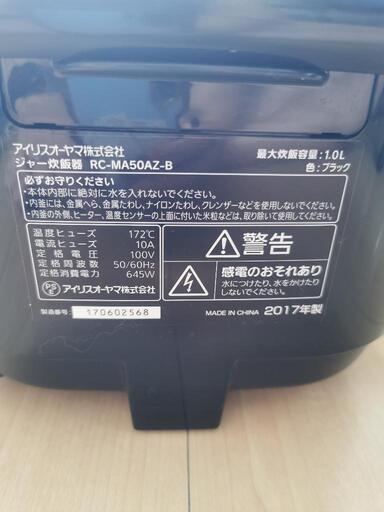 アイリスオーヤマ株式会社
ジャー炊飯器 RC-MA50AZ-B
最大炊飯容量:1.0L
色:ブラック
必ずお守りください
・本体内部に絶対に水を入れないでください。
・内釜には、金属へら、金属たわし、ナイロンたわし、クレンザーなどを使用しないでください。
・内釜の外側、ヒーター、温度センサーの上面に付いた米粒などは、取り除いて使用してください。
温度ヒューズ 172℃
電流ヒューズ 10A
定格電圧 100V
定格周波数 50/60Hz
定格消費電力 645W
PSE アイリスオーヤマ株式会社
製造番号: 170602568
警告
感電のおそれあり
水につけたり、水をかけたりしないでください。
MADE IN CHINA 2017年製